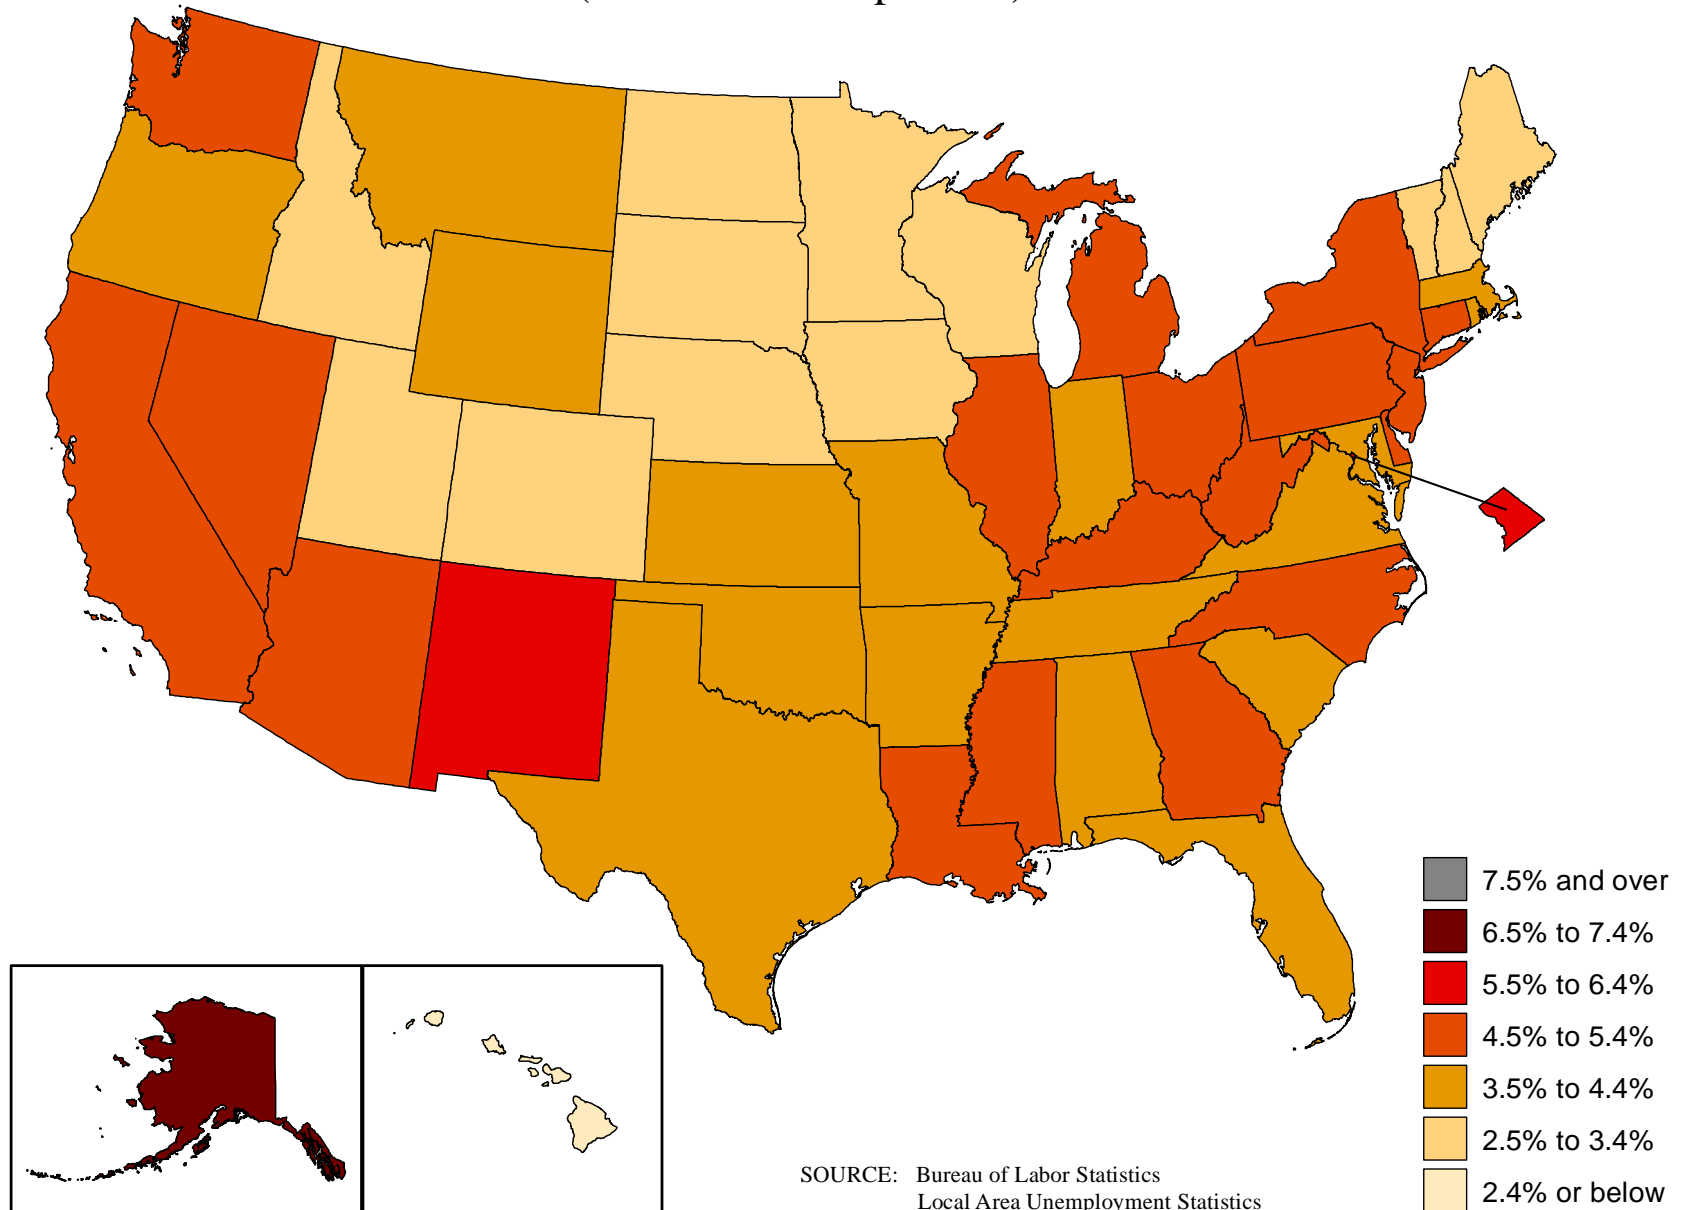 7.5% and over
6.5% to 7.4%
5.5% to 6.4%
4.5% to 5.4%
3.5% to 4.4%
2.5% to 3.4%
2.4% or below
SOURCE: Bureau of Labor Statistics
Local Area Unemployment Statistics